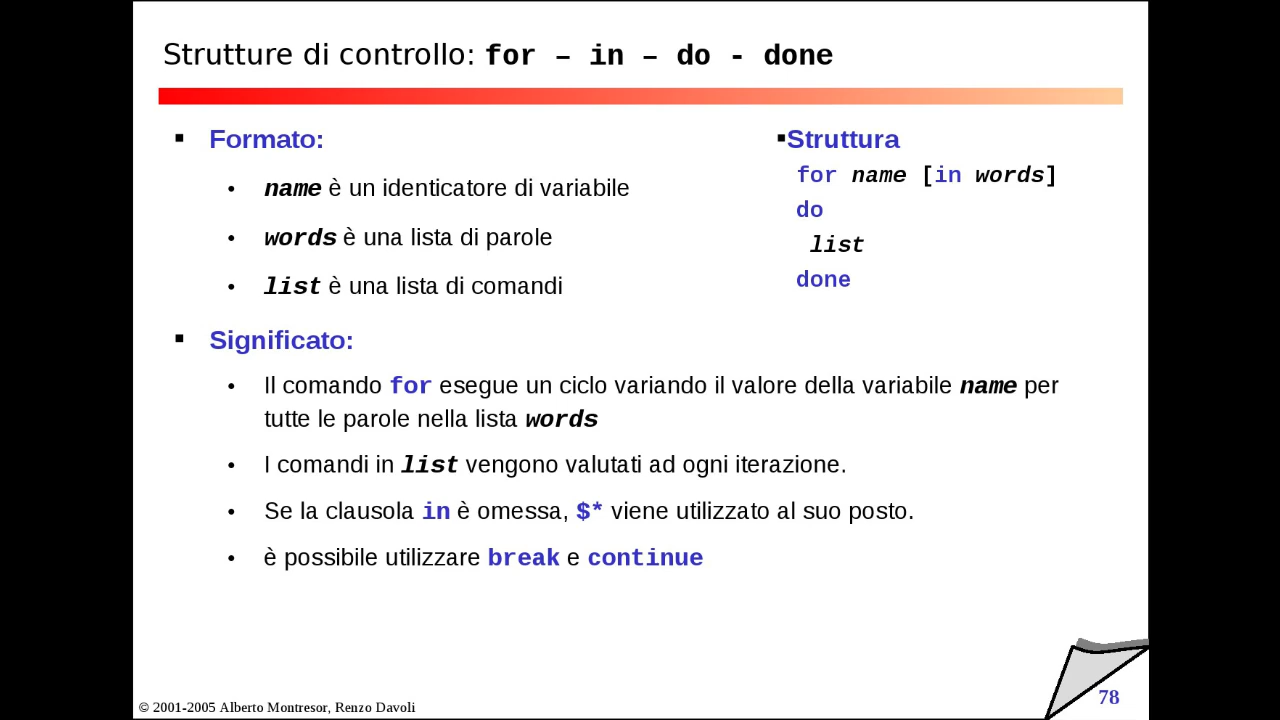 Strutture di controllo: for – in – do - done
Formato:
name è un identicatore di variabile
words è una lista di parole
list è una lista di comandi
Struttura
for name [in words]
do
list
done
Significato:
Il comando for esegue un ciclo variando il valore della variabile name per
tutte le parole nella lista words
I comandi in list vengono valutati ad ogni iterazione.
Se la clausola in è omessa, $* viene utilizzato al suo posto.
è possibile utilizzare break e continue
© 2001-2005 Alberto Montresor, Renzo Davoli
78